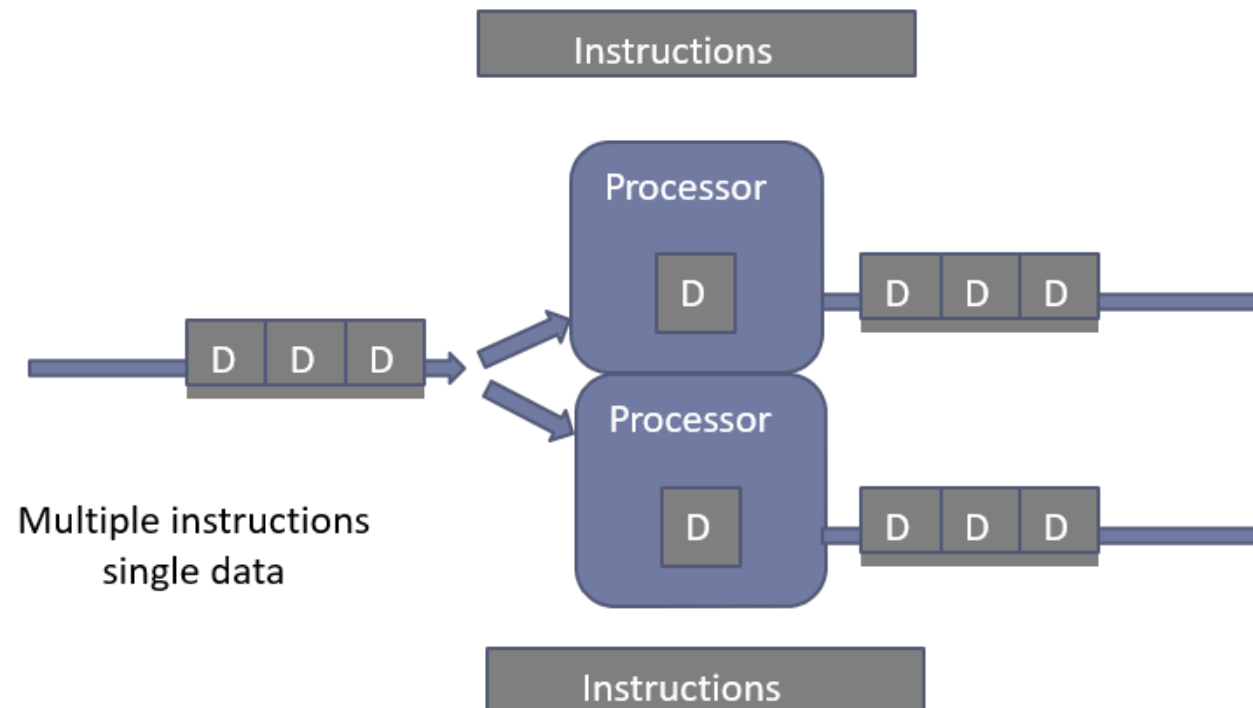 Instructions
Processor
D
D D D
D D D
Processor
D
D D D
Multiple instructions
single data
Instructions